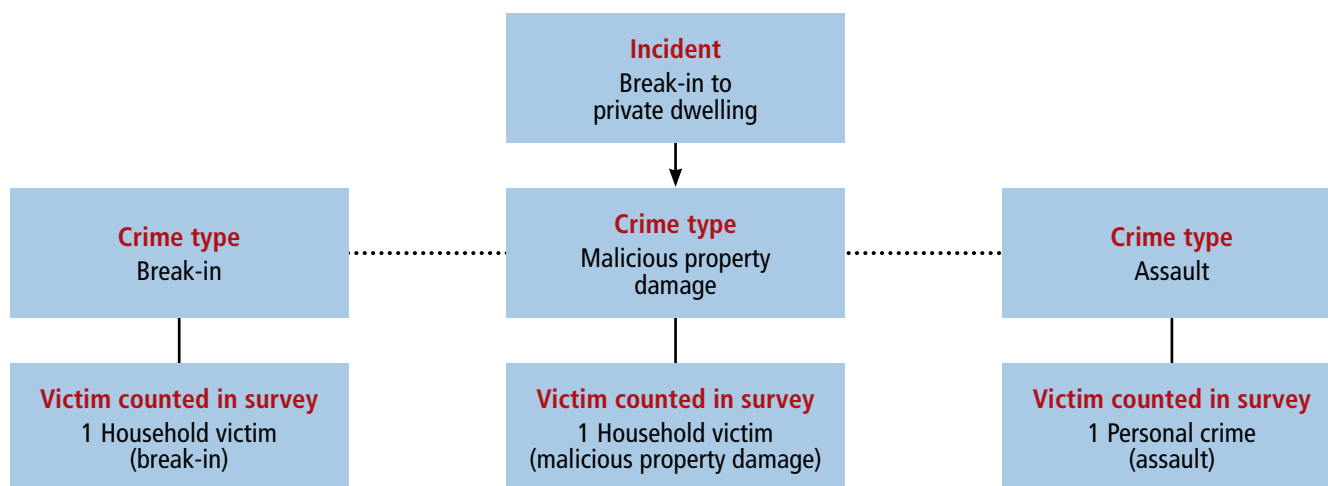 Incident
Break-in to
private dwelling
Crime type
Break-in
Crime type
Malicious property
damage
Crime type
Assault
Victim counted in survey
1 Household victim
(break-in)
Victim counted in survey
1 Household victim
(malicious property damage)
Victim counted in survey
1 Personal crime
(assault)